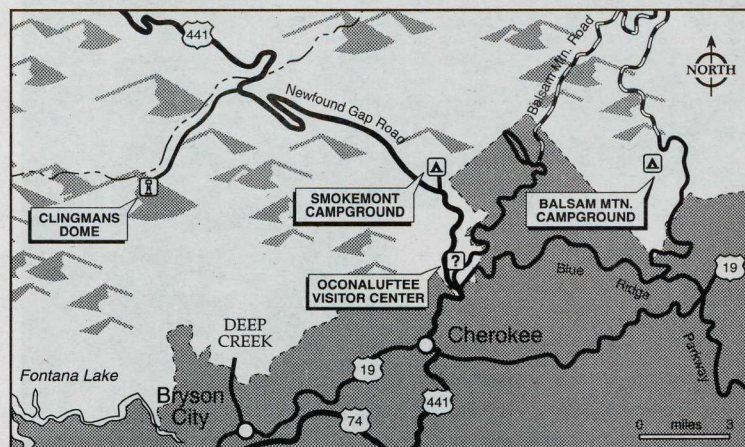 441
Balsam Mtn. Road
NORTH
Newfound Gap Road
CLINGMANS
DOME
SMOKEMONT
CAMPGROUND
BALSAM MTN.
CAMPGROUND
?
OCONALUFTEE
VISITOR CENTER
Blue Ridge Parkway
19
DEEP
CREEK
Cherokee
19
Fontana Lake
Bryson
City
441
74
0 miles 3